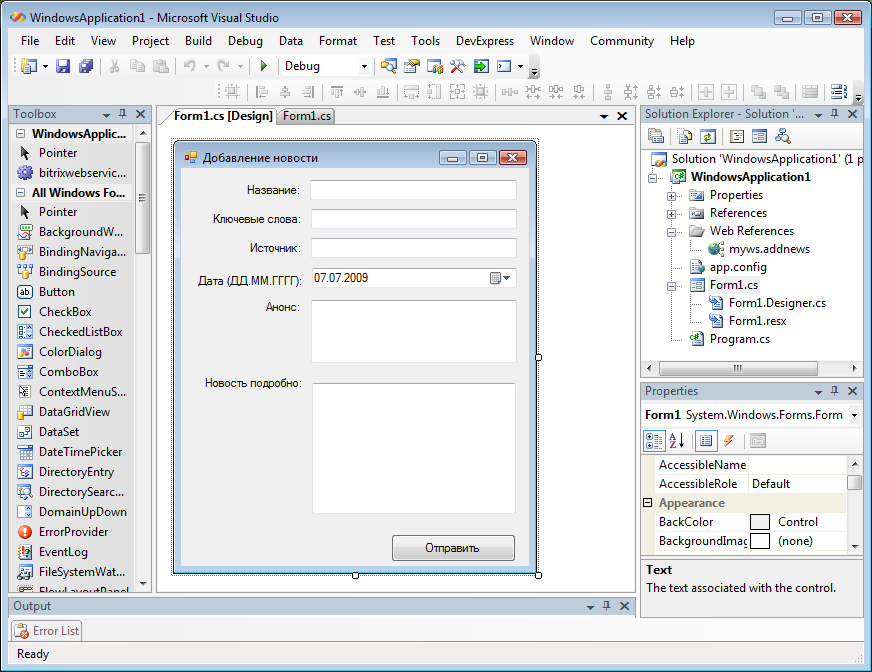 WindowsApplication1 - Microsoft Visual Studio
File Edit View Project Build Debug Data Format Test Tools DevExpress Window Community Help
Debug
Toolbox
WindowsApplic...
Pointer
bitrixwebservic...
All Windows Fo...
Pointer
BackgroundW...
BindingNaviga...
BindingSource
Button
CheckBox
CheckedListBox
ColorDialog
ComboBox
ContextMenuS...
DataGridView
DataSet
DateTimePicker
DirectoryEntry
DirectorySearc...
DomainUpDown
ErrorProvider
EventLog
FileSystemWat...
FlowLayoutPanel
Form1.cs [Design] Form1.cs
Добавление новости
Название:
Ключевые слова:
Источник:
Дата (ДД.ММ.ГГГГ): 07.07.2009
Анонс:
Новость подробно:
Отправить
Solution Explorer - Solution '...
Solution 'WindowsApplication1' (1 p
WindowsApplication1
Properties
References
Web References
myws.addnews
app.config
Form1.cs
Form1.Designer.cs
Form1.resx
Program.cs
Properties
Form1 System.Windows.Forms.Form
AccessibleName
AccessibleRole Default
Appearance
BackColor Control
BackgroundImag (none)
Text
The text associated with the control.
Output
Error List
Ready